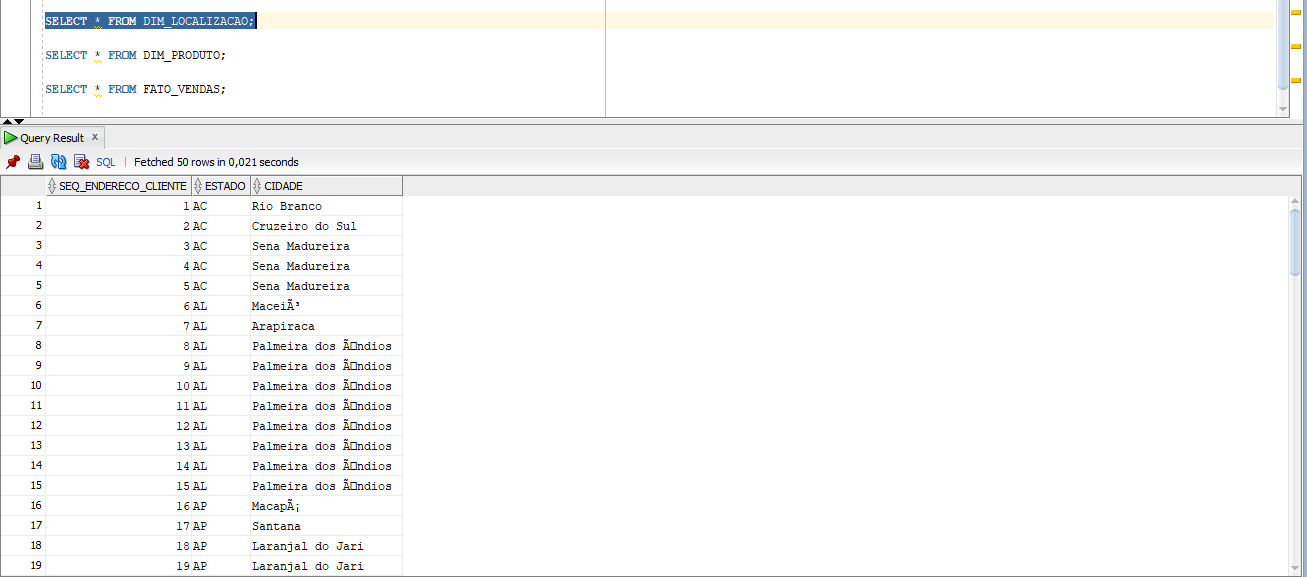 SELECT * FROM DIM_LOCALIZACAO;
SELECT * FROM DIM_PRODUTO;
SELECT * FROM FATO_VENDAS;
Query Result x
SQL | Fetched 50 rows in 0,021 seconds
SEQ_ENDERECO_CLIENTE ESTADO CIDADE
1 1 AC Rio Branco
2 2 AC Cruzeiro do Sul
3 3 AC Sena Madureira
4 4 AC Sena Madureira
5 5 AC Sena Madureira
6 6 AL MaceiÃ³
7 7 AL Arapiraca
8 8 AL Palmeira dos Ã□ndios
9 9 AL Palmeira dos Ã□ndios
10 10 AL Palmeira dos Ã□ndios
11 11 AL Palmeira dos Ã□ndios
12 12 AL Palmeira dos Ã□ndios
13 13 AL Palmeira dos Ã□ndios
14 14 AL Palmeira dos Ã□ndios
15 15 AL Palmeira dos Ã□ndios
16 16 AP MacapÃ¡
17 17 AP Santana
18 18 AP Laranjal do Jari
19 19 AP Laranjal do Jari